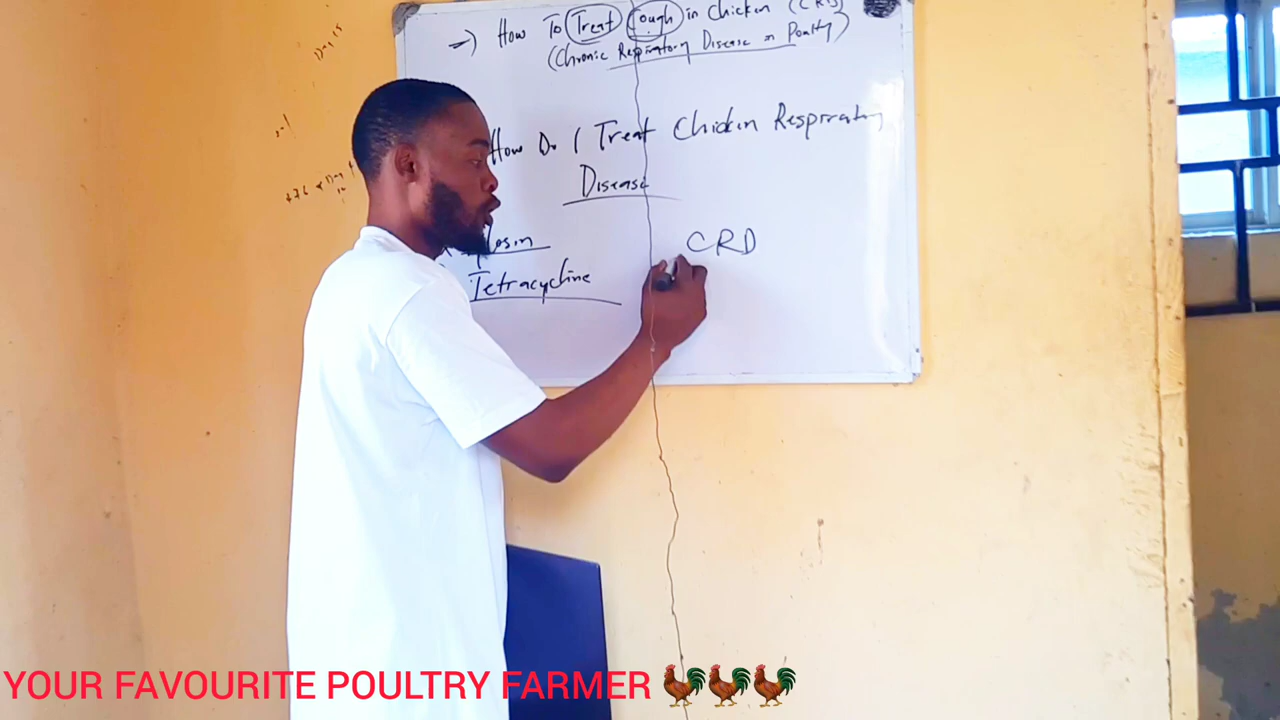 =) How To Treat Cough in Chicken (CRD)
(Chronic Respiratory Disease in Poultry)
How Do I Treat Chicken Respiratory
Disease
losin
CRD
Tetracycline
YOUR FAVOURITE POULTRY FARMER 🐓🐓🐓